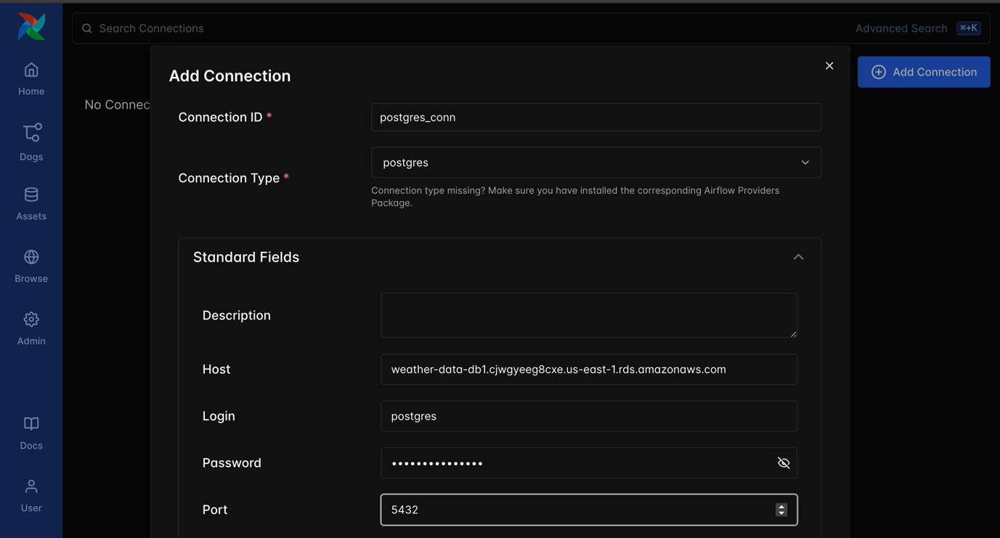 Search Connections
Advanced Search ⌘+K
Home
Dags
Assets
Browse
Admin
Docs
User
No Connec
Add Connection
Add Connection
Connection ID *
postgres_conn
Connection Type *
postgres
Connection type missing? Make sure you have installed the corresponding Airflow Providers
Package.
Standard Fields
Description
Host
weather-data-db1.cjwgyeeg8cxe.us-east-1.rds.amazonaws.com
Login
postgres
Password
•••••••••••••••
Port
5432